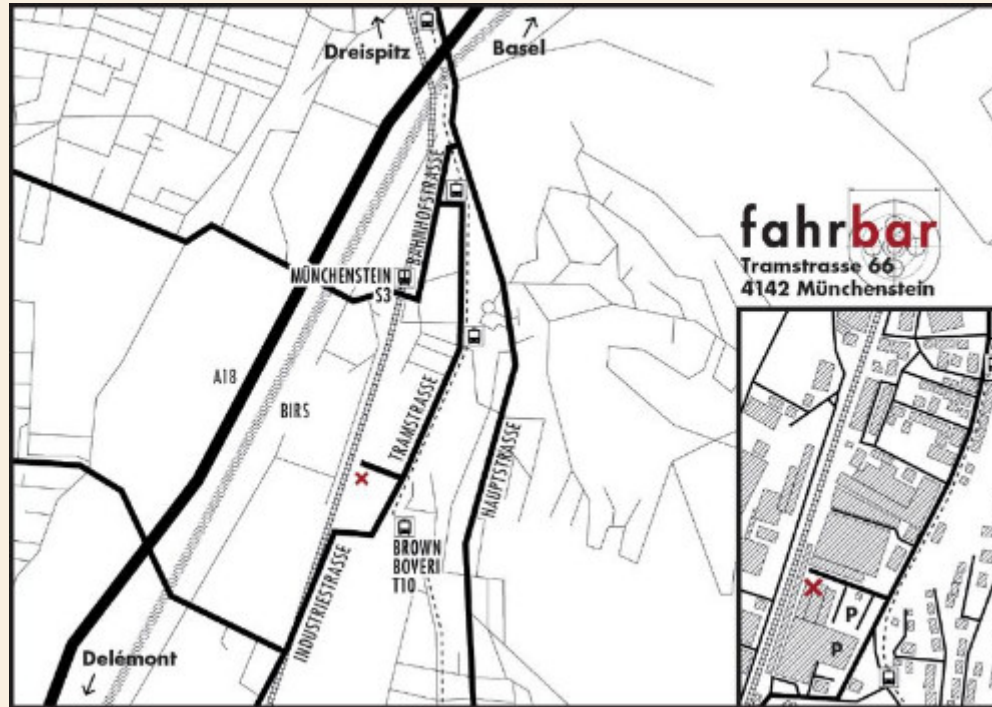 Dreispitz
Basel
BAHNHOFSTRASSE
MÜNCHENSTEIN
S3
fahrbar
Tramstrasse 66
4142 Münchenstein
A18
BIRS
TRAMSTRASSE
HAUPTSTRASSE
BROWN
BOVERI
T10
INDUSTRIESTRASSE
Delémont
P
P